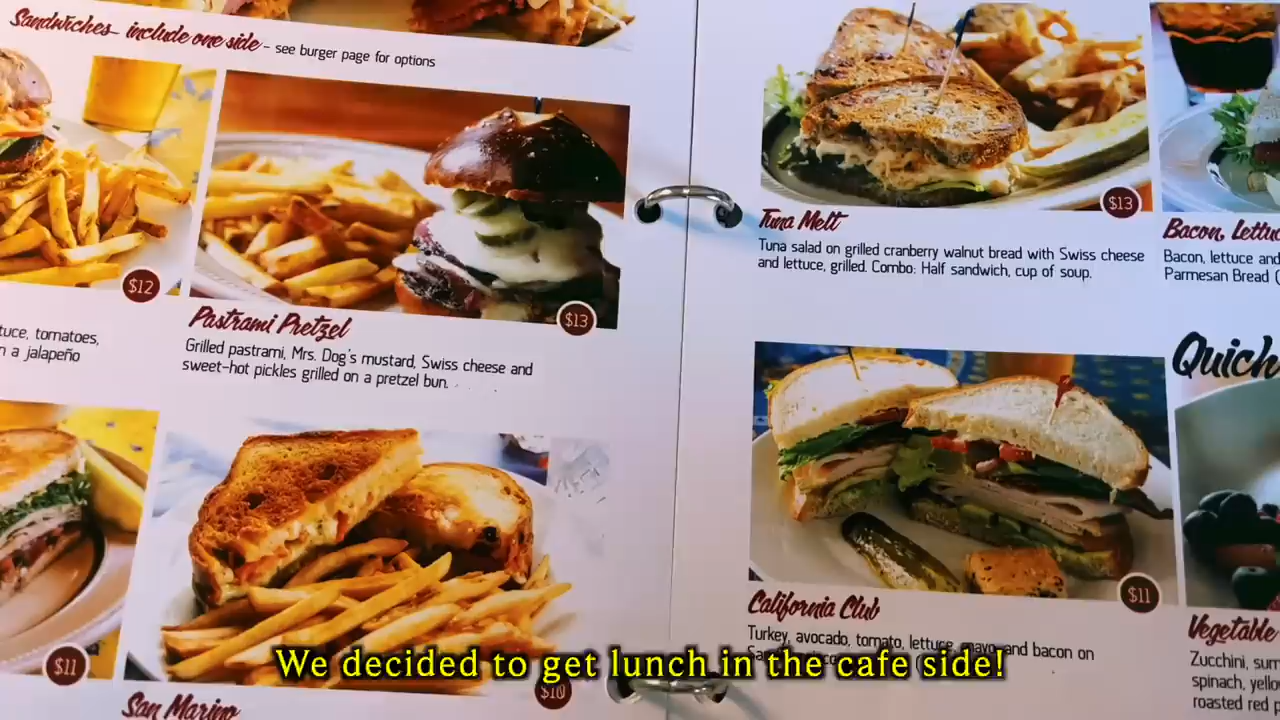 Sandwiches - include one side - see burger page for options
$12
tuce, tomatoes,
n a jalapeño
$13
Pastrami Pretzel
Grilled pastrami, Mrs. Dog's mustard, Swiss cheese and
sweet-hot pickles grilled on a pretzel bun.
$11
$10
San Marino
$13
Tuna Melt
Tuna salad on grilled cranberry walnut bread with Swiss cheese
and lettuce, grilled. Combo: Half sandwich, cup of soup.
Bacon, Lettu
Bacon, lettuce and
Parmesan Bread
$11
California Club
Turkey, avocado, tomato, lettuce, mayo and bacon on
Quich
Vegetable
Zucchini, sum
spinach, yello
roasted red p
We decided to get lunch in the cafe side!